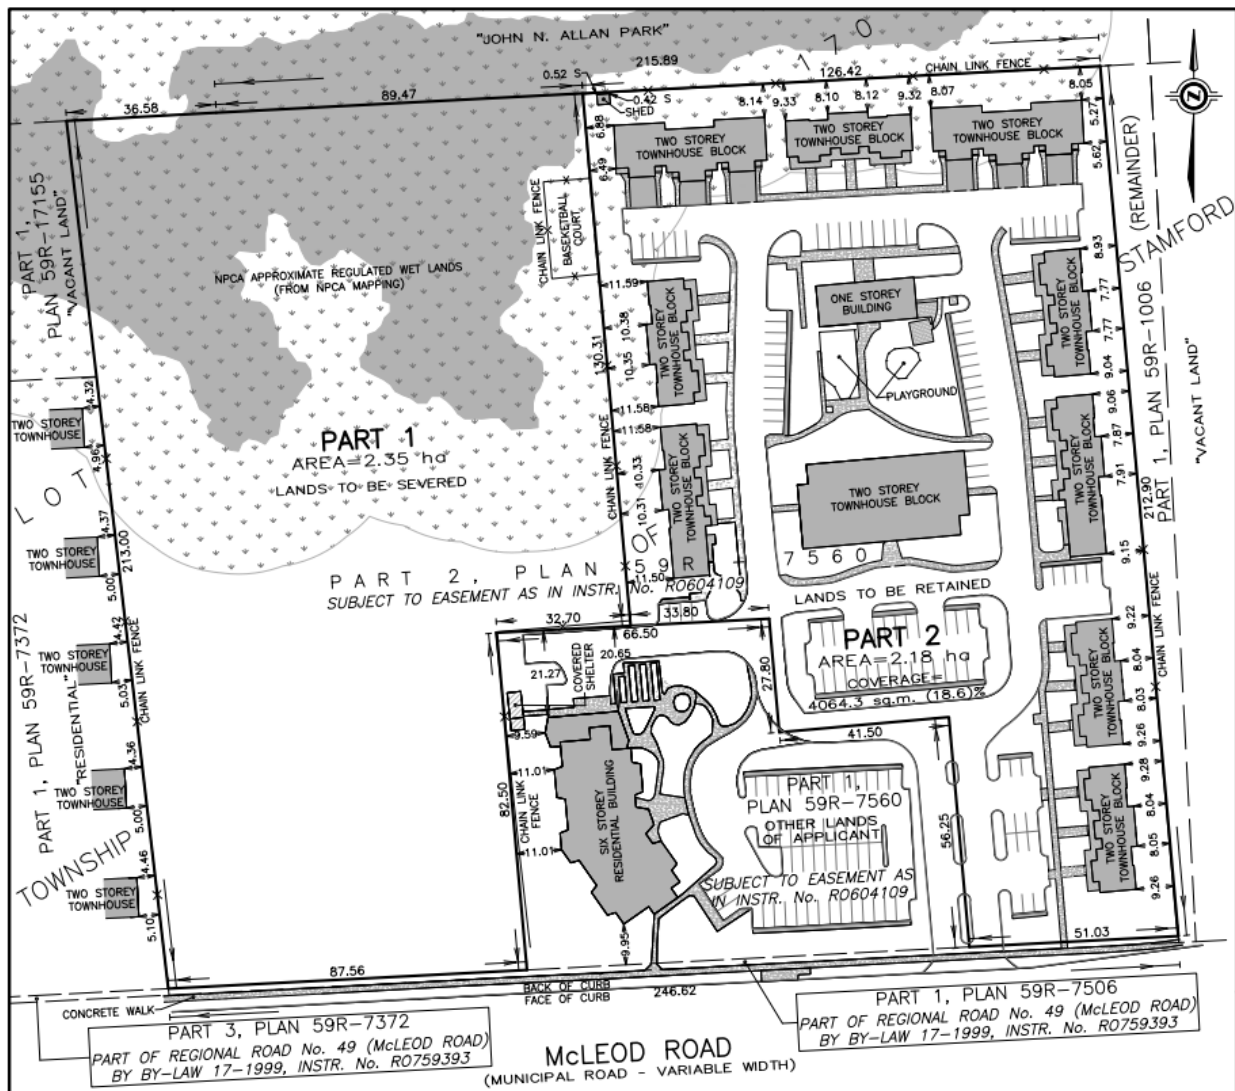 "JOHN N. ALLAN PARK"
170
215.89
0.52 S
126.42
CHAIN LINK FENCE
8.05
36.58
89.47
0.42 S
SHED
8.14
9.33
8.10
8.12
9.32
8.07
5.27
6.88
TWO STOREY
TOWNHOUSE BLOCK
TWO STOREY
TOWNHOUSE BLOCK
TWO STOREY
TOWNHOUSE BLOCK
5.62
6.49
N
PART 1,
PLAN 59R-17155
"VACANT LAND"
CHAIN LINK FENCE
BASEKETBALL
COURT
(REMAINDER)
STAMFORD
8.93
NPCA APPROXIMATE REGULATED WET LANDS
(FROM NPCA MAPPING)
11.59
TWO STOREY
TOWNHOUSE BLOCK
10.38
130.31
10.35
11.58
ONE STOREY
BUILDING
TWO STOREY
TOWNHOUSE BLOCK
7.77
7.77
9.04
PLAYGROUND
PART 1, PLAN 59R-1006
"VACANT LAND"
4.32
TWO STOREY
TOWNHOUSE
4.96
PART 1
AREA=2.35 ha
LANDS TO BE SEVERED
11.58
CHAIN LINK FENCE
10.33
10.31
TWO STOREY
TOWNHOUSE BLOCK
9.06
7.87
7.91
TWO STOREY
TOWNHOUSE BLOCK
212.90
9.15
TWO STOREY
TOWNHOUSE BLOCK
LOT
4.37
213.00
TWO STOREY
TOWNHOUSE
5.00
OF
7560
PART 2, PLAN 59R -
SUBJECT TO EASEMENT AS IN INSTR. No. RO604109
11.50
LANDS TO BE RETAINED
33.80
32.70
66.50
4.42
TWO STOREY
TOWNHOUSE
5.03
CHAIN LINK FENCE
"RESIDENTIAL"
PART 1, PLAN 59R-7372
20.65
21.27
COVERED
SHELTER
27.80
PART 2
AREA=2.18 ha
COVERAGE=
4064.3 sq.m. (18.6)%
9.22
TWO STOREY
TOWNHOUSE BLOCK
8.04
8.03
9.26
CHAIN LINK FENCE
41.50
9.59
4.36
TWO STOREY
TOWNHOUSE
5.00
11.01
82.50
CHAIN LINK
FENCE
11.01
SIX STOREY
RESIDENTIAL BUILDING
PART 1,
PLAN 59R-7560
OTHER LANDS
OF APPLICANT
SUBJECT TO EASEMENT AS
IN INSTR. No. RO604109
56.25
9.28
TWO STOREY
TOWNHOUSE BLOCK
8.04
8.05
9.26
TOWNSHIP
4.46
TWO STOREY
TOWNHOUSE
5.10
9.95
51.03
87.56
BACK OF CURB
FACE OF CURB
246.62
CONCRETE WALK
PART 3, PLAN 59R-7372
PART OF REGIONAL ROAD No. 49 (McLEOD ROAD)
BY BY-LAW 17-1999, INSTR. No. RO759393
PART 1, PLAN 59R-7506
PART OF REGIONAL ROAD No. 49 (McLEOD ROAD)
BY BY-LAW 17-1999, INSTR. No. RO759393
McLEOD ROAD
(MUNICIPAL ROAD - VARIABLE WIDTH)